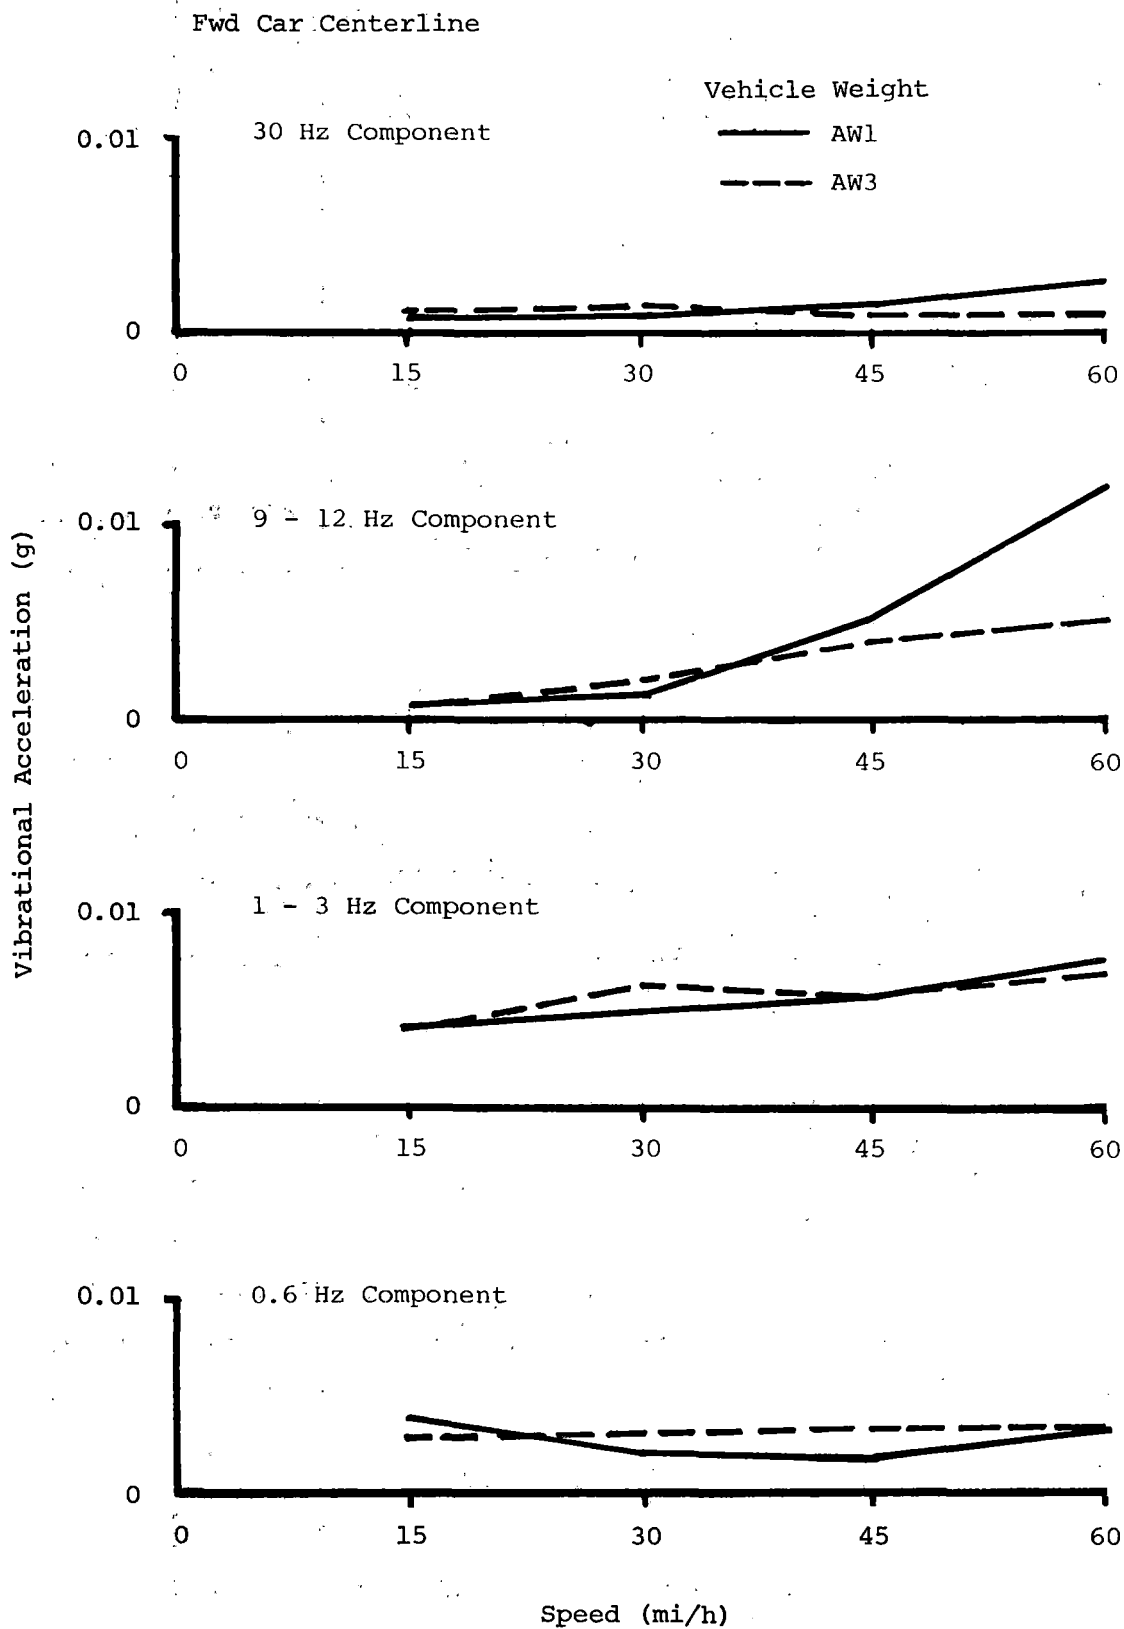 Fwd Car Centerline
Vehicle Weight
AW1
AW3
30 Hz Component
0.01
0
0 15 30 45 60
9 - 12 Hz Component
0.01
0
0 15 30 45 60
Vibrational Acceleration (g)
1 - 3 Hz Component
0.01
0
0 15 30 45 60
0.6 Hz Component
0.01
0
0 15 30 45 60
Speed (mi/h)